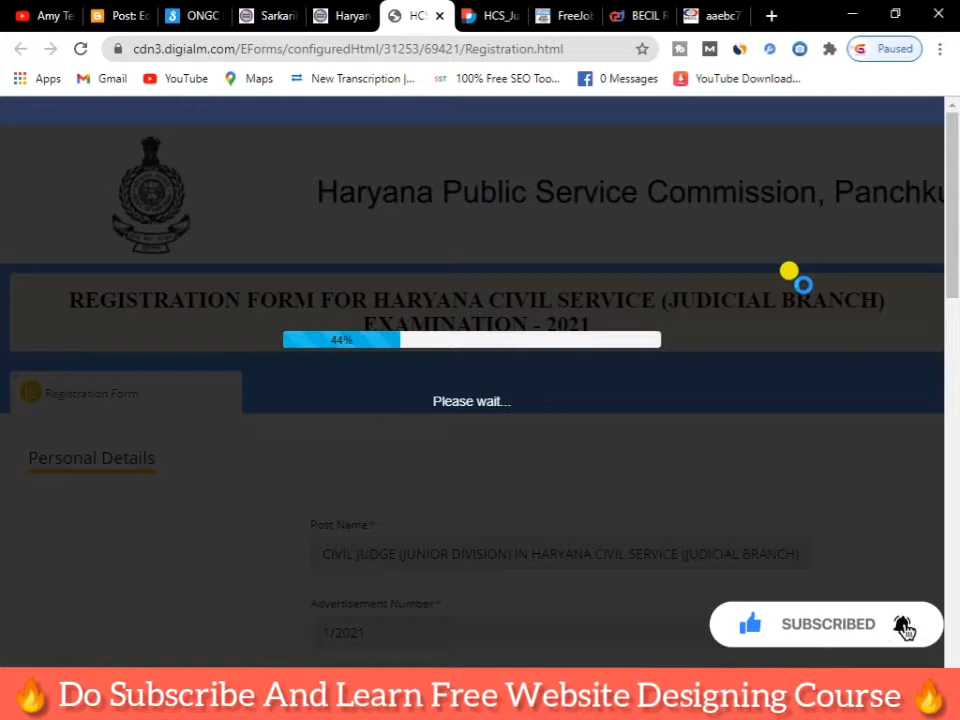 Amy Te
Post: Ec
ONGC
Sarkari
Haryan
HCS
HCS_Ju
FreeJob
BECIL R
aaebc7
cdn3.digialm.com/EForms/configuredHtml/31253/69421/Registration.html
Paused
Apps
Gmail
YouTube
Maps
New Transcription |...
100% Free SEO Too...
0 Messages
YouTube Download...
Haryana Public Service Commission, Panchku
REGISTRATION FORM FOR HARYANA CIVIL SERVICE (JUDICIAL BRANCH)
EXAMINATION - 2021
44%
Please wait...
Registration Form
Personal Details
Post Name*
CIVIL JUDGE (JUNIOR DIVISION) IN HARYANA CIVIL SERVICE (JUDICIAL BRANCH)
Advertisement Number*
1/2021
SUBSCRIBED
Do Subscribe And Learn Free Website Designing Course